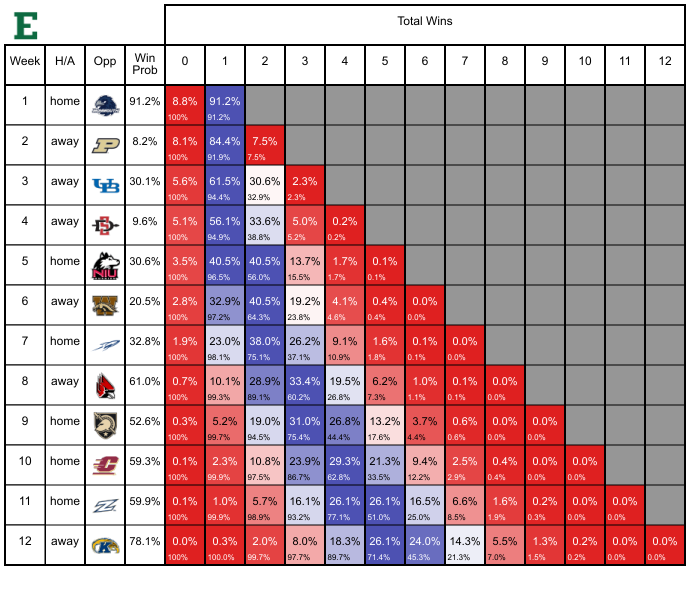 E
Total Wins
Week H/A Opp Win Prob 0 1 2 3 4 5 6 7 8 9 10 11 12
1 home 91.2% 8.8% 91.2%
100% 91.2%
2 away P 8.2% 8.1% 84.4% 7.5%
100% 91.9% 7.5%
3 away UB 30.1% 5.6% 61.5% 30.6% 2.3%
100% 94.4% 32.9% 2.3%
4 away SD 9.6% 5.1% 56.1% 33.6% 5.0% 0.2%
100% 94.9% 38.8% 5.2% 0.2%
5 home NIU 30.6% 3.5% 40.5% 40.5% 13.7% 1.7% 0.1%
100% 96.5% 56.0% 15.5% 1.7% 0.1%
6 away W 20.5% 2.8% 32.9% 40.5% 19.2% 4.1% 0.4% 0.0%
100% 97.2% 64.3% 23.8% 4.6% 0.4% 0.0%
7 home 32.8% 1.9% 23.0% 38.0% 26.2% 9.1% 1.6% 0.1% 0.0%
100% 98.1% 75.1% 37.1% 10.9% 1.8% 0.1% 0.0%
8 away 61.0% 0.7% 10.1% 28.9% 33.4% 19.5% 6.2% 1.0% 0.1% 0.0%
100% 99.3% 89.1% 60.2% 26.8% 7.3% 1.1% 0.1% 0.0%
9 home 52.6% 0.3% 5.2% 19.0% 31.0% 26.8% 13.2% 3.7% 0.6% 0.0% 0.0%
100% 99.7% 94.5% 75.4% 44.4% 17.6% 4.4% 0.6% 0.0% 0.0%
10 home C 59.3% 0.1% 2.3% 10.8% 23.9% 29.3% 21.3% 9.4% 2.5% 0.4% 0.0% 0.0%
100% 99.9% 97.5% 86.7% 62.8% 33.5% 12.2% 2.9% 0.4% 0.0% 0.0%
11 home Z 59.9% 0.1% 1.0% 5.7% 16.1% 26.1% 26.1% 16.5% 6.6% 1.6% 0.2% 0.0% 0.0%
100% 99.9% 98.9% 93.2% 77.1% 51.0% 25.0% 8.5% 1.9% 0.3% 0.0% 0.0%
12 away K 78.1% 0.0% 0.3% 2.0% 8.0% 18.3% 26.1% 24.0% 14.3% 5.5% 1.3% 0.2% 0.0% 0.0%
100% 100.0% 99.7% 97.7% 89.7% 71.4% 45.3% 21.3% 7.0% 1.5% 0.2% 0.0% 0.0%